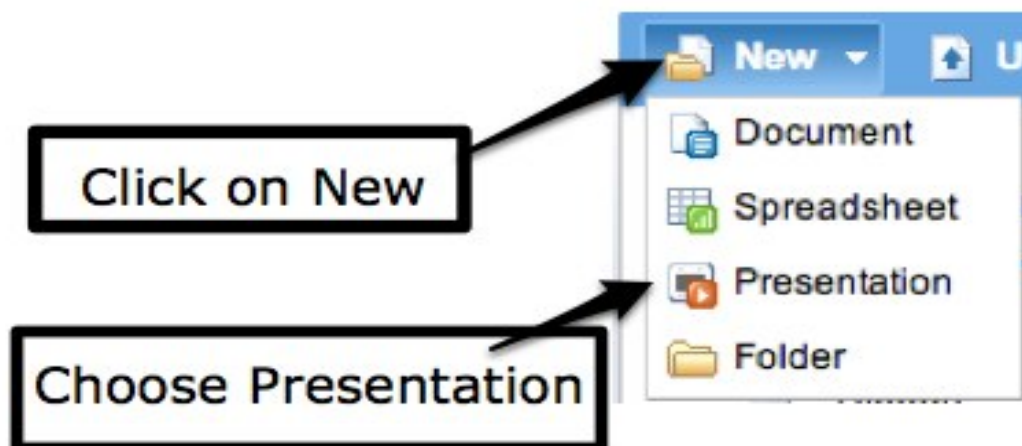 New
U
Click on New
Document
Spreadsheet
Presentation
Choose Presentation
Folder